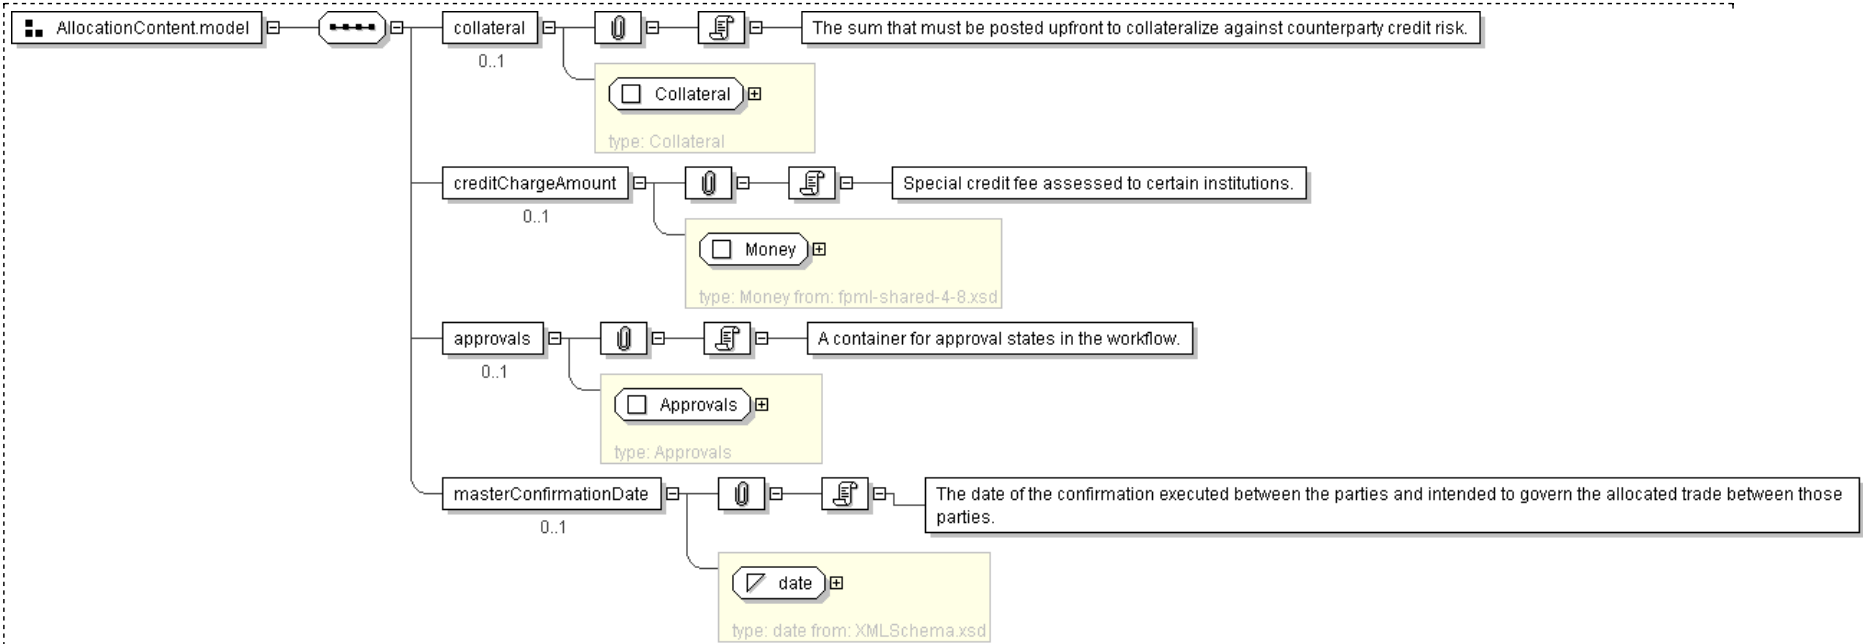 AllocationContent.model
collateral
The sum that must be posted upfront to collateralize against counterparty credit risk.
0..1
Collateral
type: Collateral
creditChargeAmount
Special credit fee assessed to certain institutions.
0..1
Money
type: Money from: fpml-shared-4-8.xsd
approvals
A container for approval states in the workflow.
0..1
Approvals
type: Approvals
masterConfirmationDate
The date of the confirmation executed between the parties and intended to govern the allocated trade between those
parties.
0..1
date
type: date from: XMLSchema.xsd